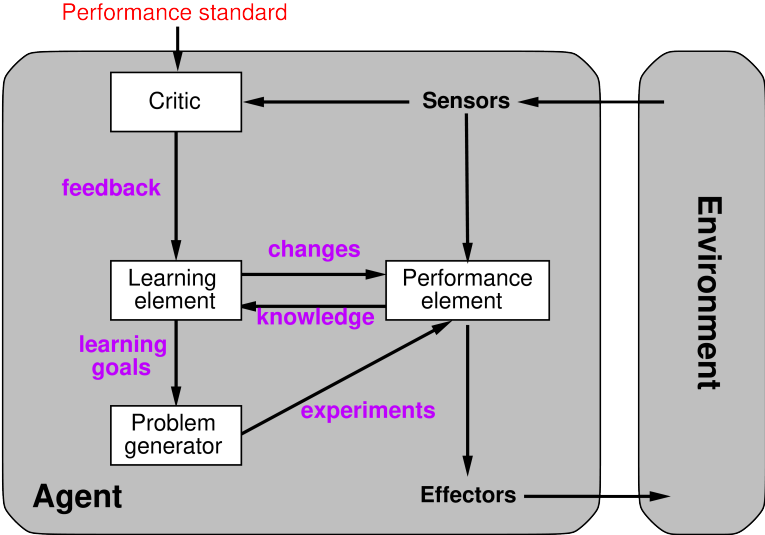 Performance standard
Critic
Sensors
feedback
changes
Learning
element
Performance
element
knowledge
learning
goals
experiments
Problem
generator
Agent
Effectors
Environment